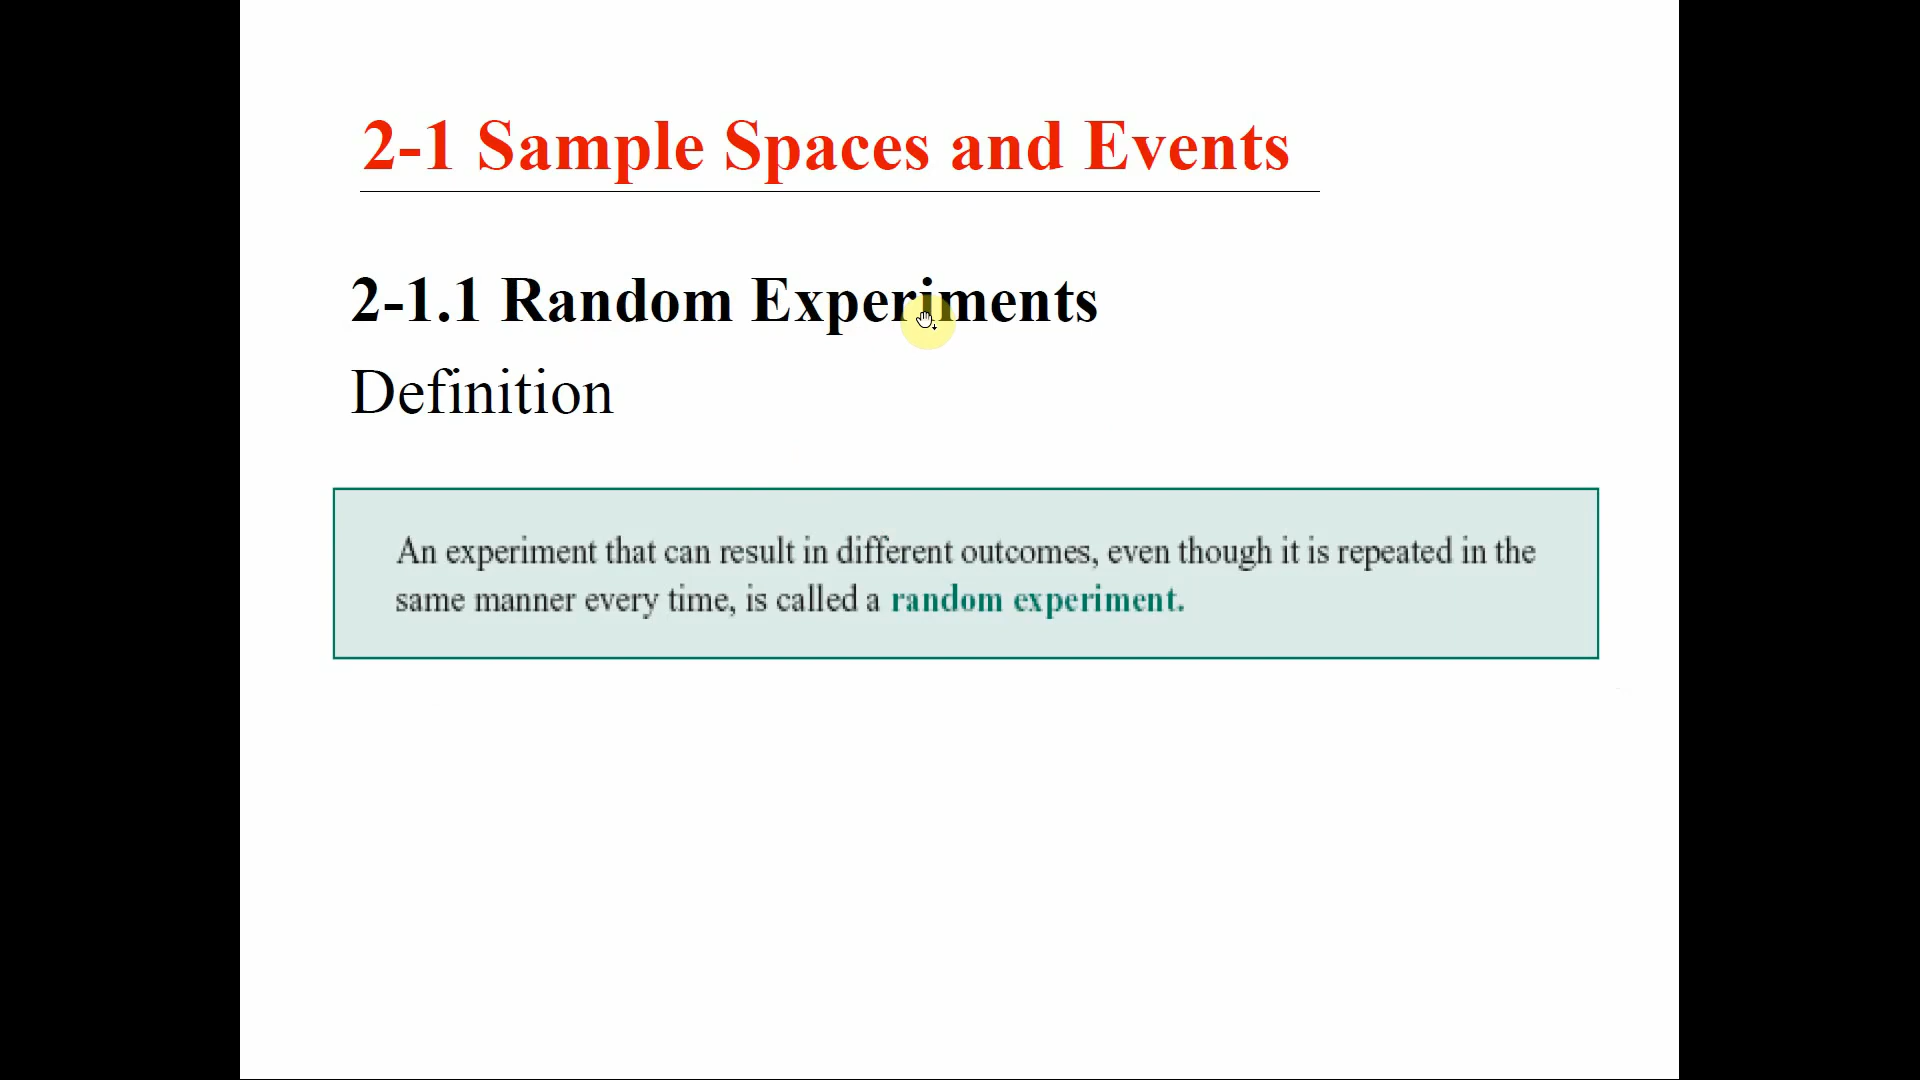 2-1 Sample Spaces and Events
2-1.1 Random Experiments
Definition
An experiment that can result in different outcomes, even though it is repeated in the
same manner every time, is called a random experiment.